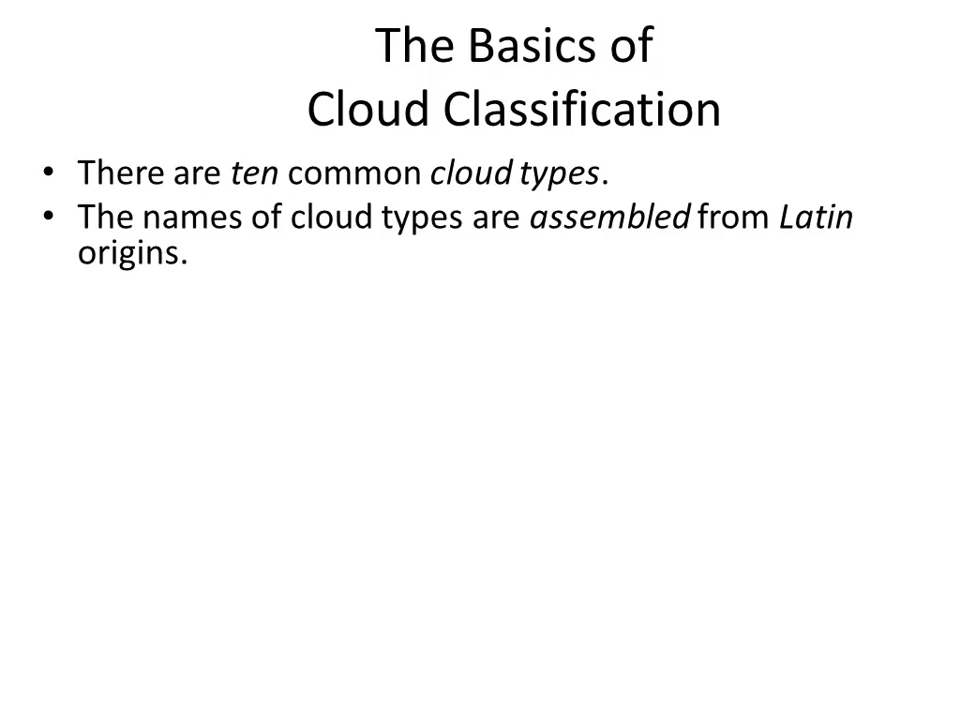 The Basics of
Cloud Classification
• There are ten common cloud types.
• The names of cloud types are assembled from Latin
origins.